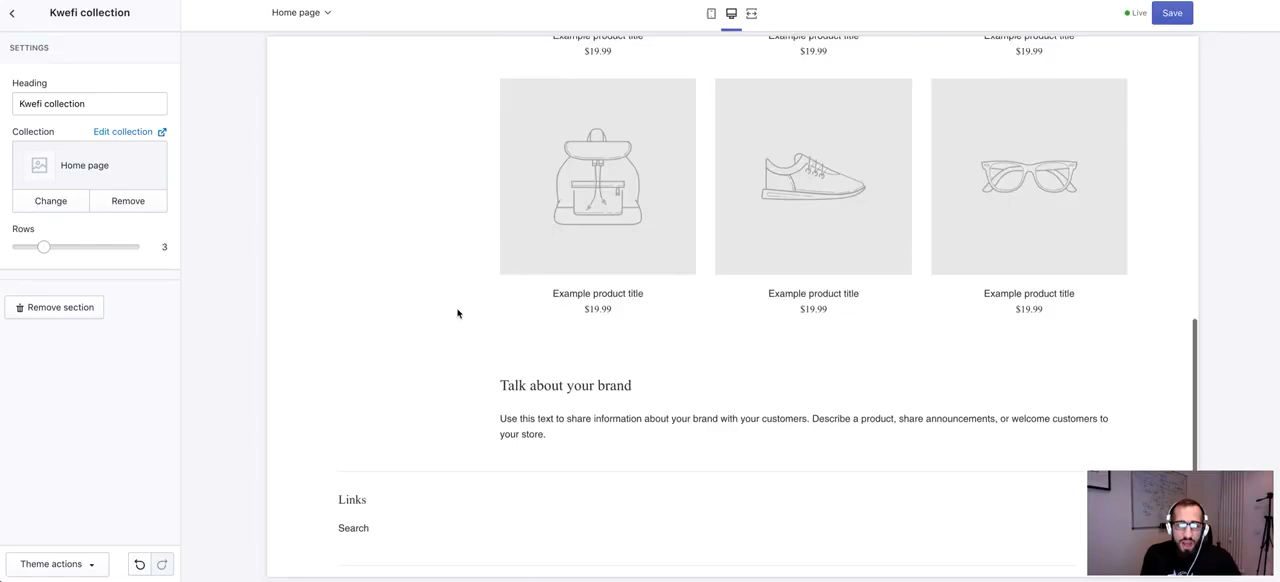 Kwefi collection
Home page
Live
Save
SETTINGS
Heading
Kwefi collection
Collection
Edit collection
Home page
Change
Remove
Rows
3
Remove section
Theme actions
Example product title
Example product title
Example product title
$19.99
$19.99
$19.99
Example product title
Example product title
Example product title
$19.99
$19.99
$19.99
Talk about your brand
Use this text to share information about your brand with your customers. Describe a product, share announcements, or welcome customers to
your store.
Links
Search